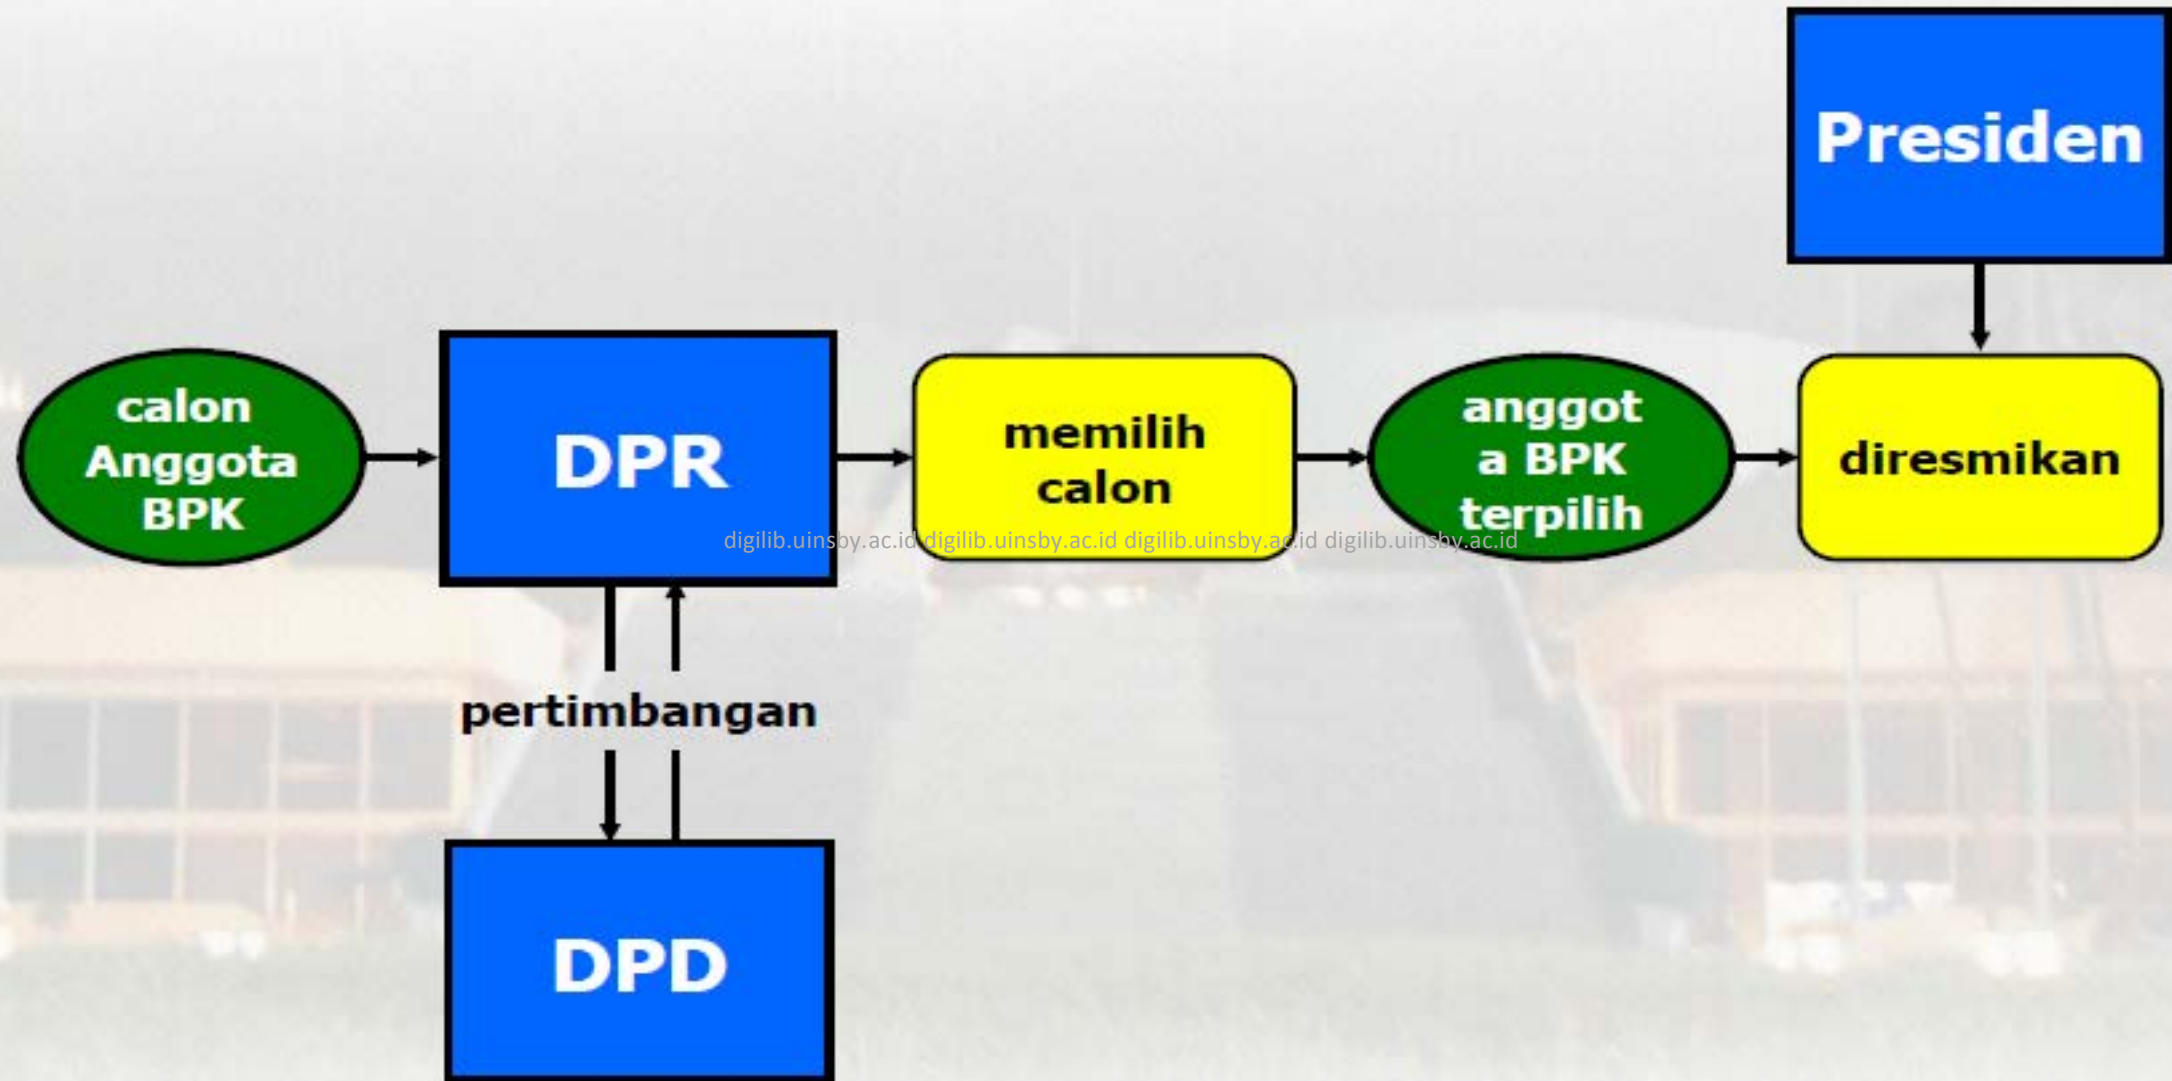 Presiden
calon
Anggota
BPK
DPR
memilih
calon
anggot
a BPK
terpilih
diresmikan
digilib.uinsby.ac.id digilib.uinsby.ac.id digilib.uinsby.ac.id digilib.uinsby.ac.id
pertimbangan
DPD